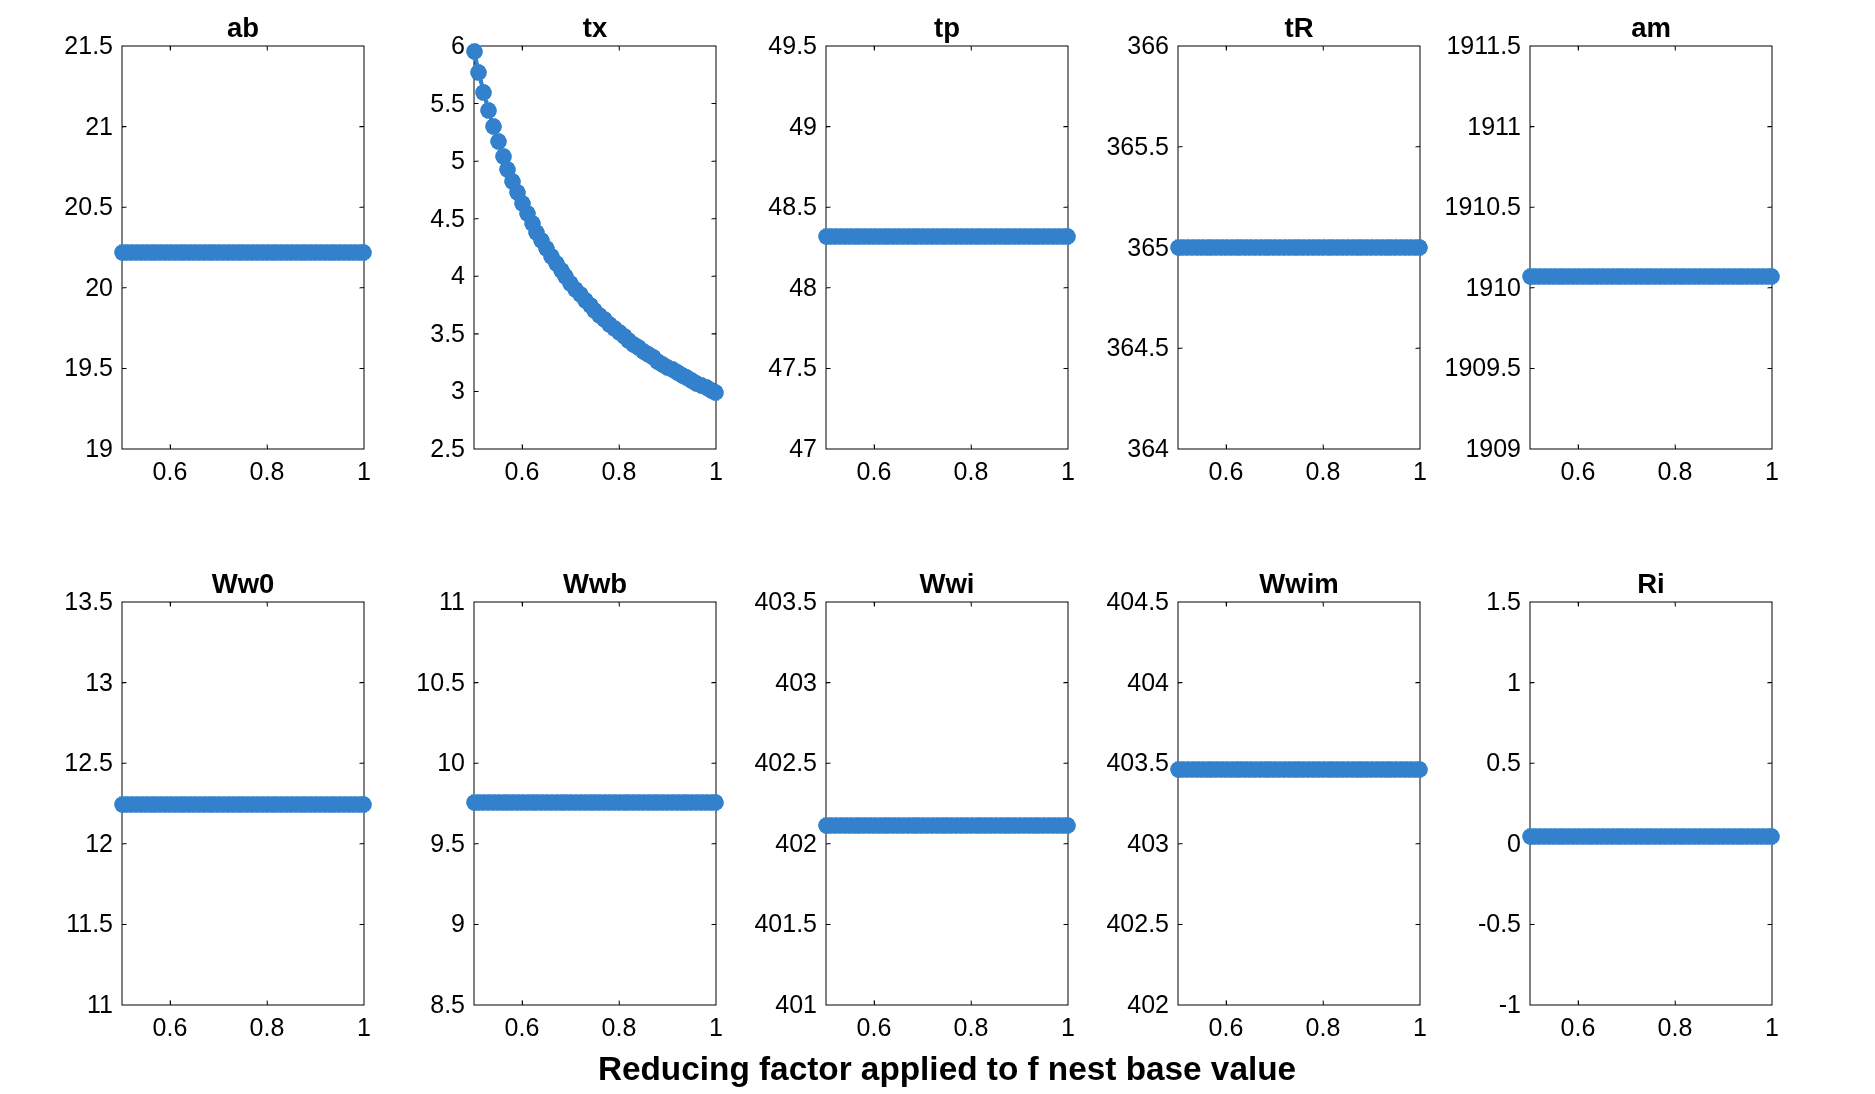 ab
21.5
21
20.5
20
19.5
19
0.6 0.8 1
tx
6
5.5
5
4.5
4
3.5
3
2.5
0.6 0.8 1
tp
49.5
49
48.5
48
47.5
47
0.6 0.8 1
tR
366
365.5
365
364.5
364
0.6 0.8 1
am
1911.5
1911
1910.5
1910
1909.5
1909
0.6 0.8 1
Ww0
13.5
13
12.5
12
11.5
11
0.6 0.8 1
Wwb
11
10.5
10
9.5
9
8.5
0.6 0.8 1
Wwi
403.5
403
402.5
402
401.5
401
0.6 0.8 1
Wwim
404.5
404
403.5
403
402.5
402
0.6 0.8 1
Ri
1.5
1
0.5
0
-0.5
-1
0.6 0.8 1
Reducing factor applied to f nest base value